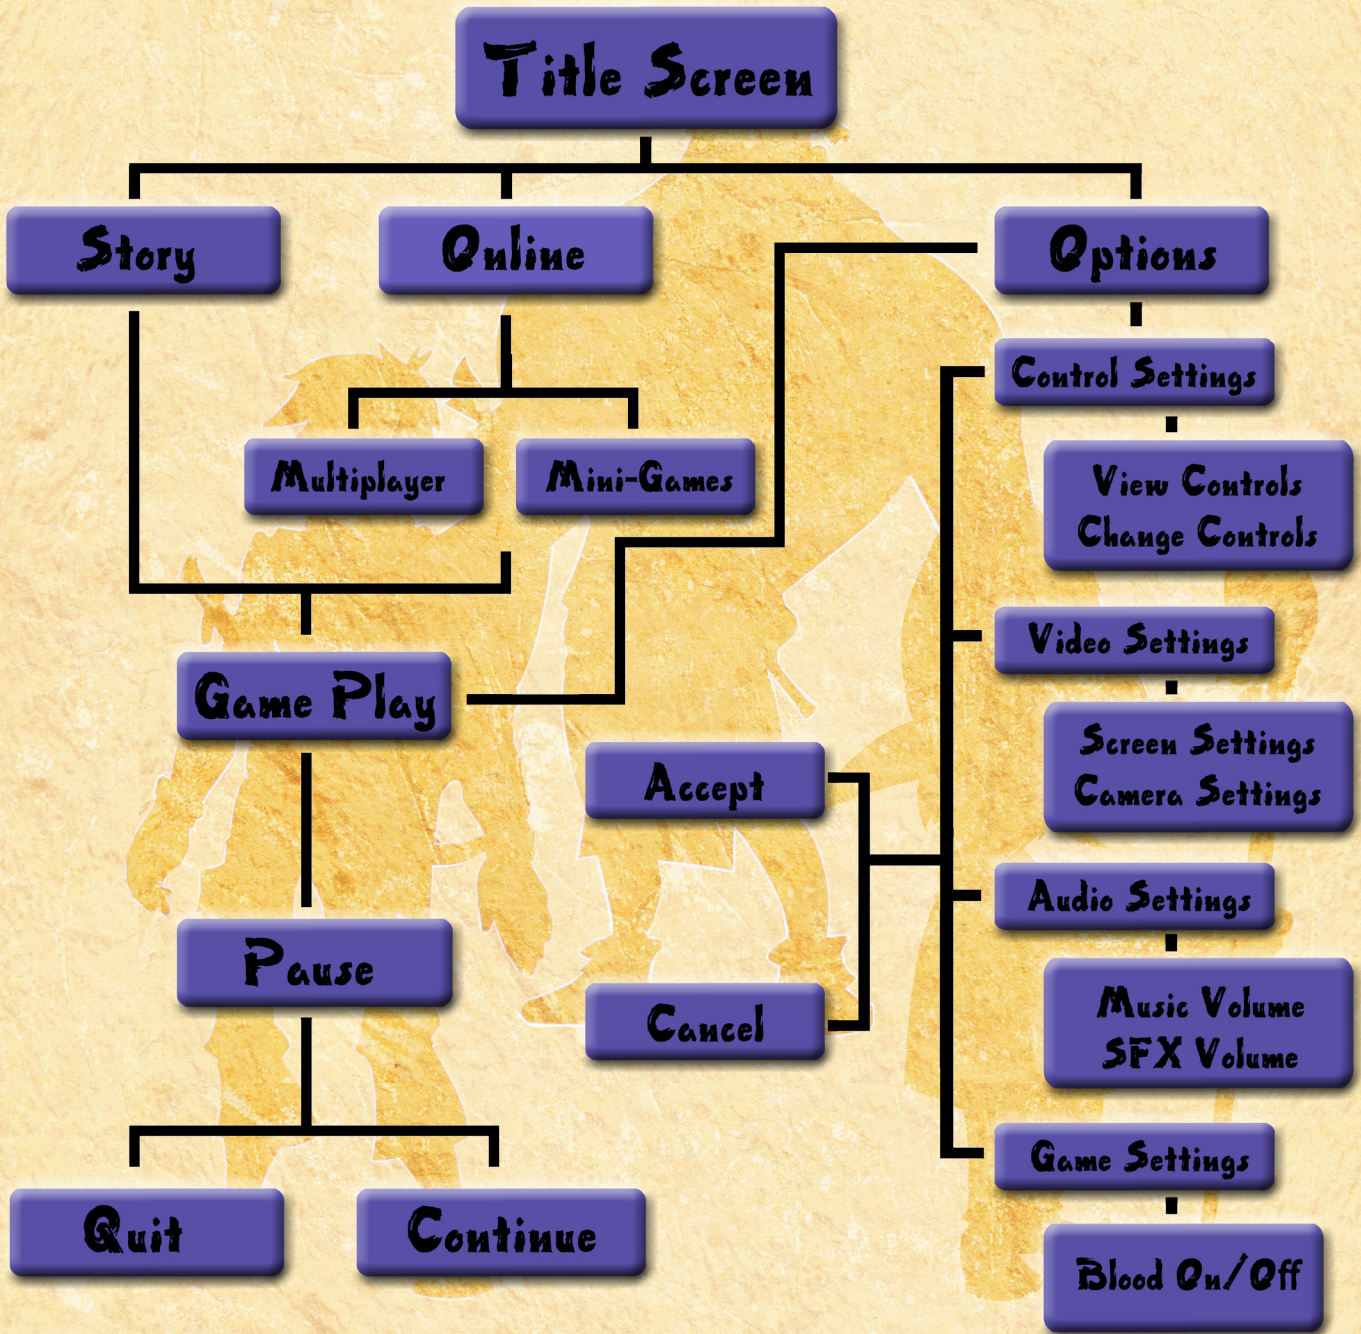 Title Screen
Story
Online
Options
Control Settings
View Controls
Change Controls
Multiplayer
Mini-Games
Video Settings
Screen Settings
Camera Settings
Game Play
Accept
Audio Settings
Music Volume
SFX Volume
Pause
Cancel
Game Settings
Blood On/Off
Quit
Continue